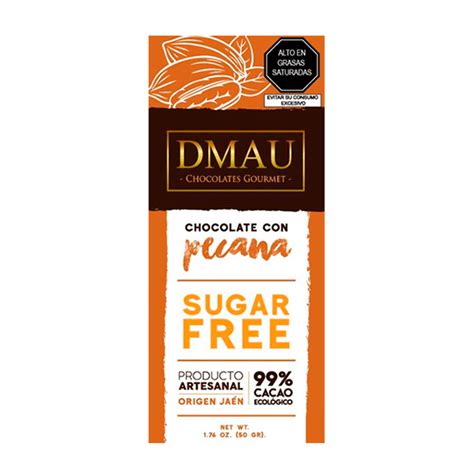 ALTO EN
GRASAS
SATURADAS
EVITAR SU CONSUMO
EXCESIVO
DMAU
- CHOCOLATES GOURMET -
CHOCOLATE CON
pecana
SUGAR
FREE
PRODUCTO
ARTESANAL
ORIGEN JAÉN
99%
CACAO
ECOLÓGICO
NET WT.
1.76 OZ. (50 GR).